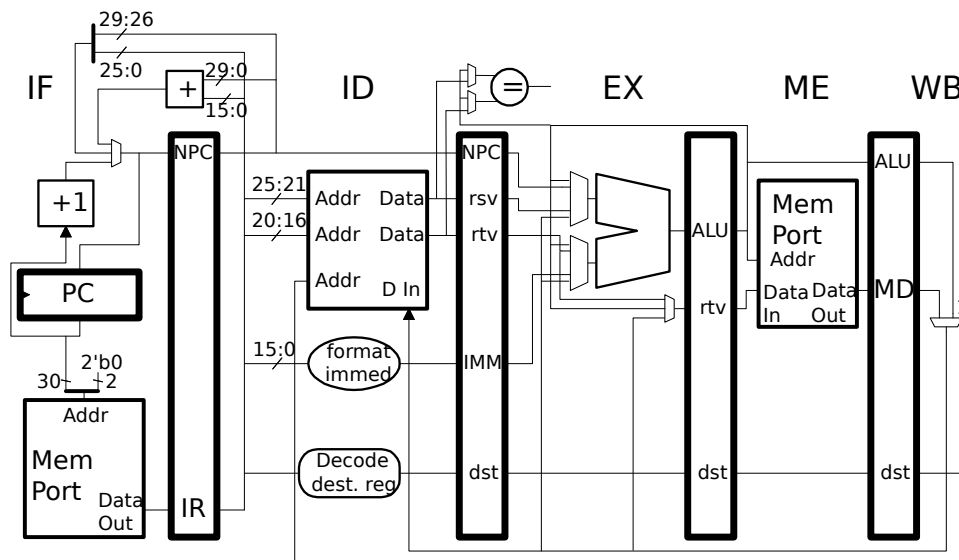 29:26
25:0
29:0
15:0
+
=
IF
ID
EX
ME
WB
NPC
NPC
ALU
+1
25:21
20:16
Addr
Data
Addr
Data
Addr
D In
rsv
rtv
ALU
Mem
Port
Addr
Data
In
Data
Out
MD
PC
rtv
15:0
format
immed
IMM
30
2'b0
2
Addr
Mem
Port
Data
Out
IR
Decode
dest. reg
dst
dst
dst